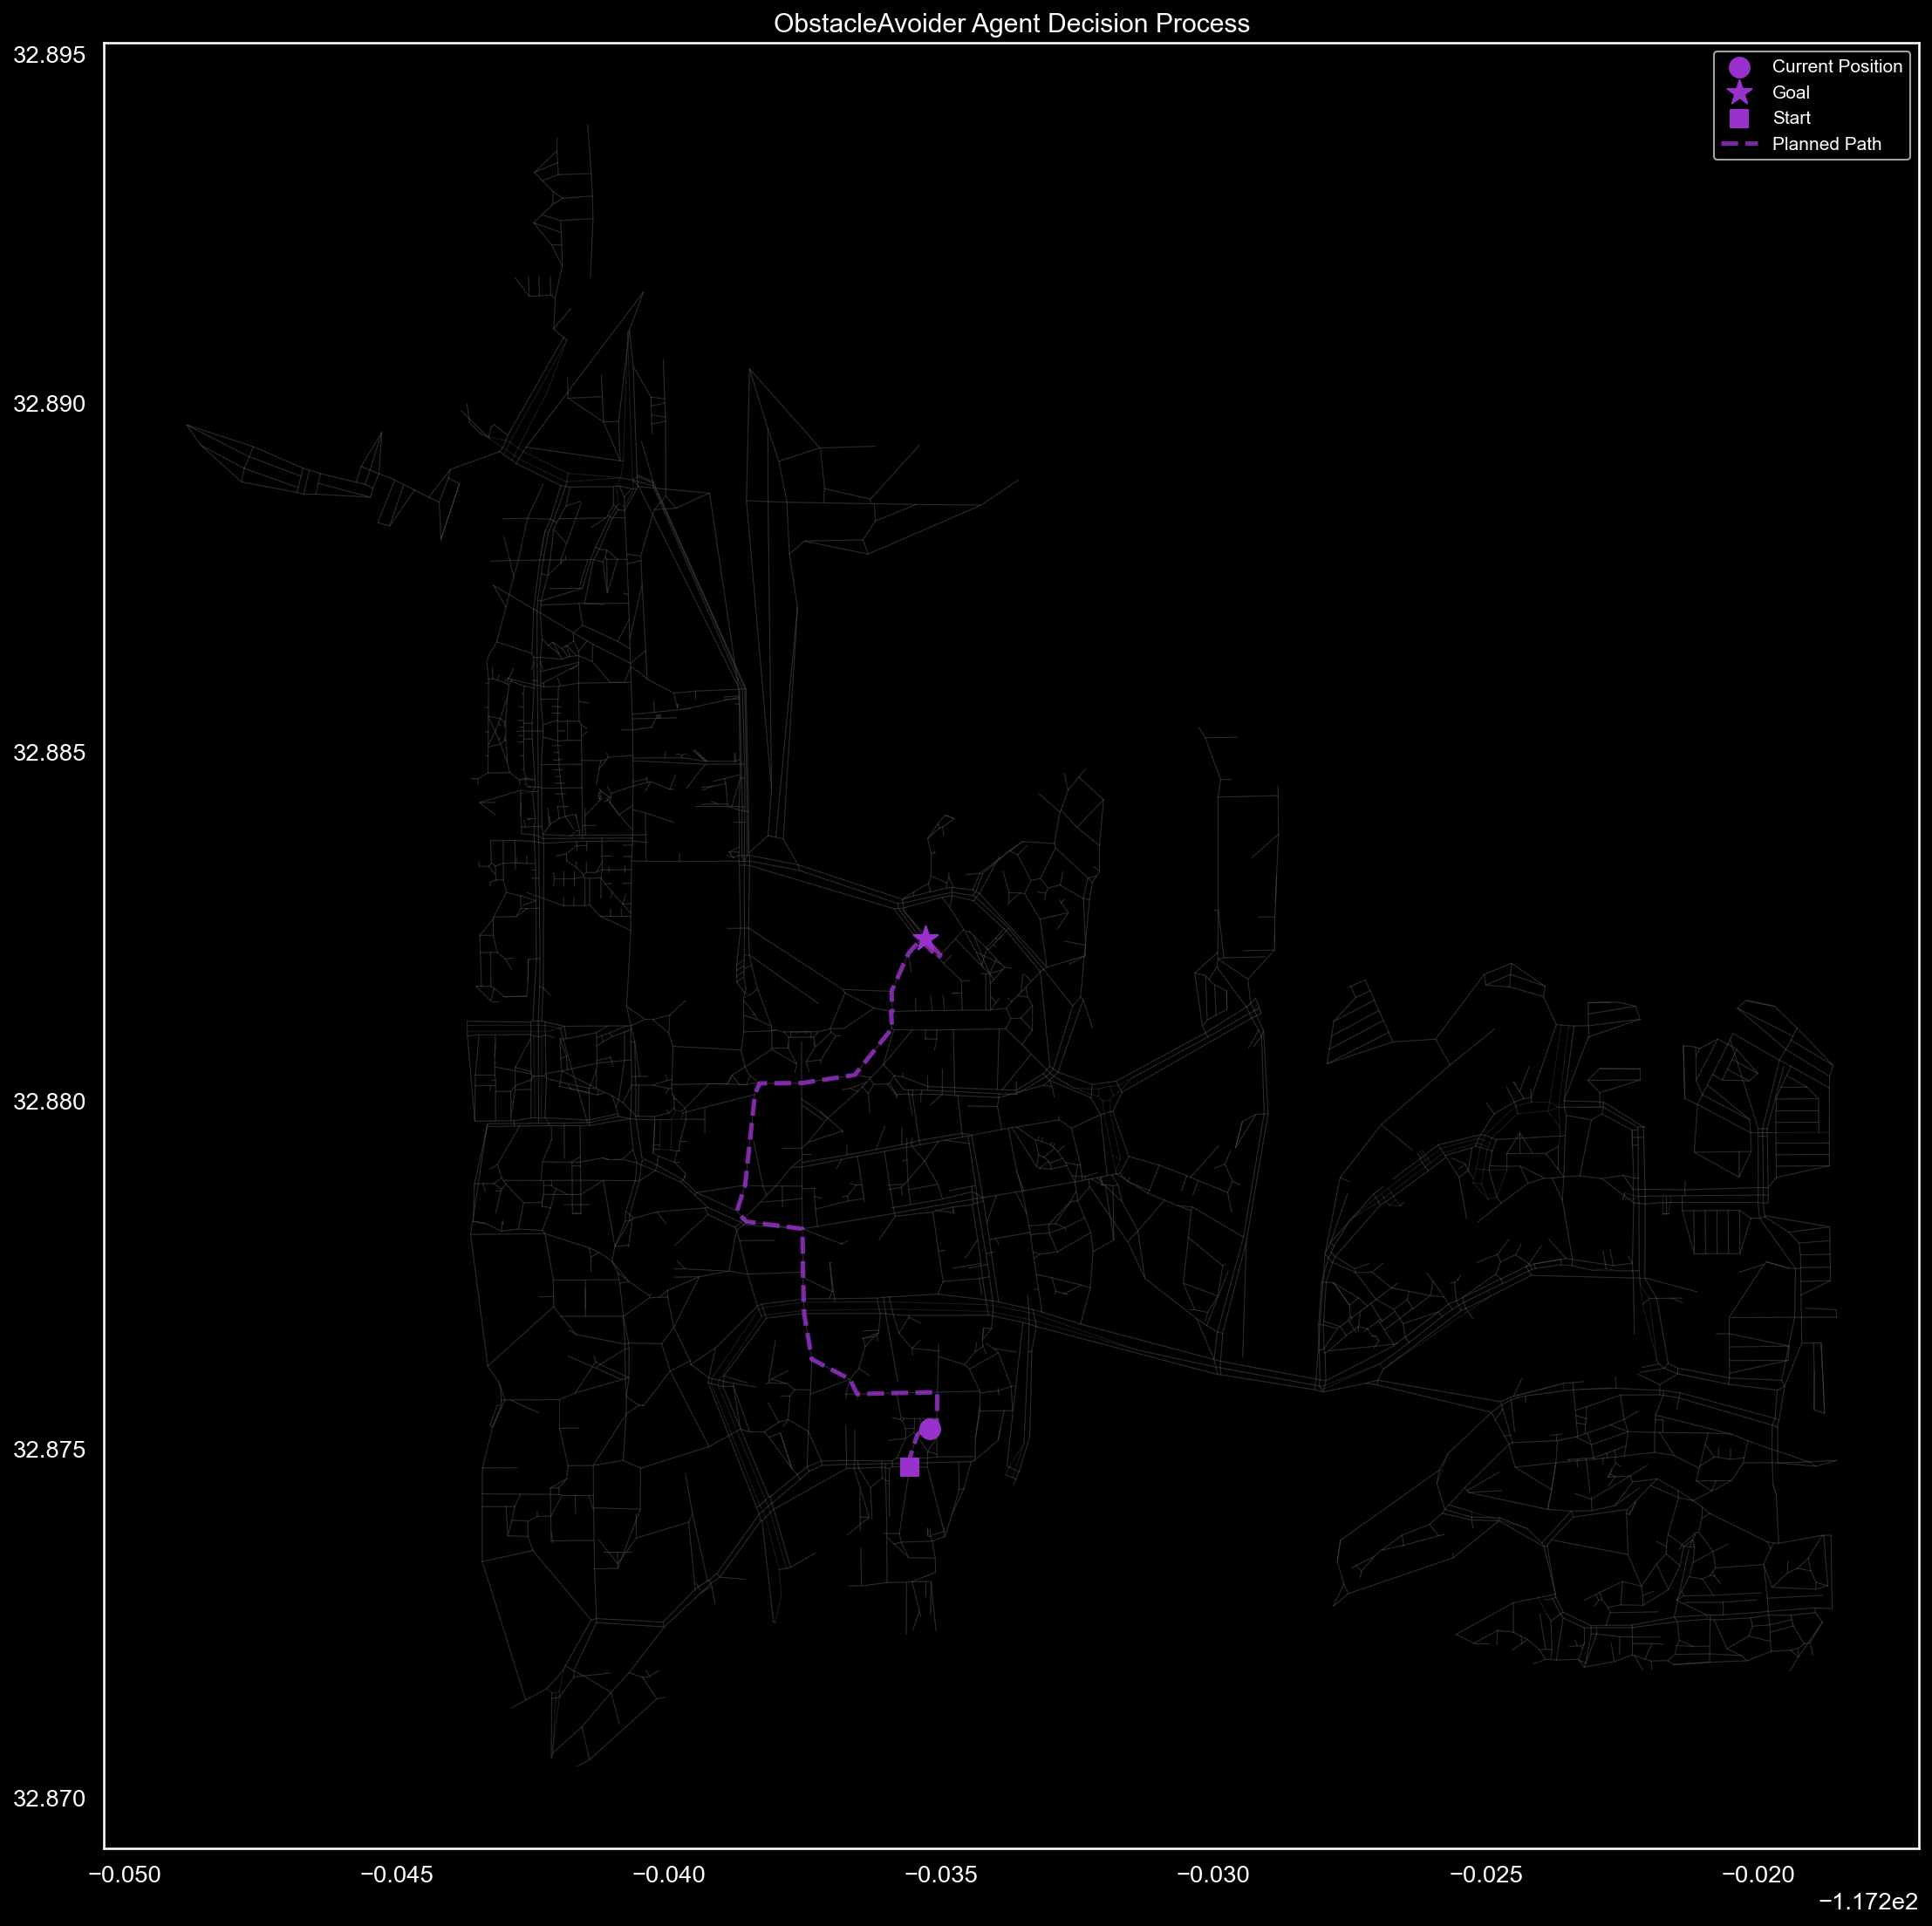 ObstacleAvoider Agent Decision Process
Current Position
Goal
Start
Planned Path
32.895
32.890
32.885
32.880
32.875
32.870
−0.050
−0.045
−0.040
−0.035
−0.030
−0.025
−0.020
−1.172e2